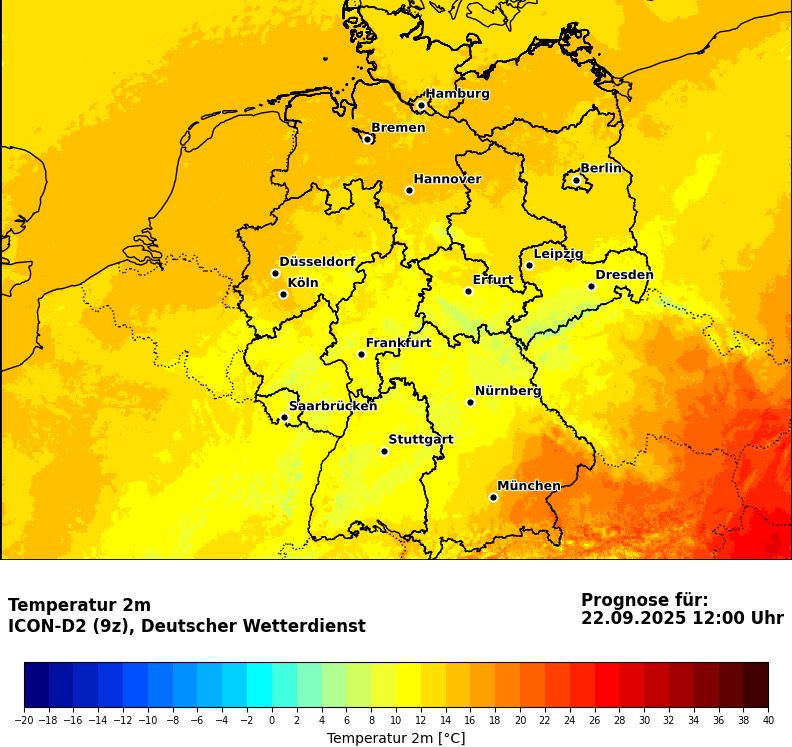 Hamburg
Bremen
Berlin
Hannover
Leipzig
Düsseldorf
Dresden
Köln
Erfurt
Frankfurt
Nürnberg
Saarbrücken
Stuttgart
München
Temperatur 2m
ICON-D2 (9z), Deutscher Wetterdienst
Prognose für:
22.09.2025 12:00 Uhr
−20 −18 −16 −14 −12 −10 −8 −6 −4 −2 0 2 4 6 8 10 12 14 16 18 20 22 24 26 28 30 32 34 36 38 40
Temperatur 2m [°C]